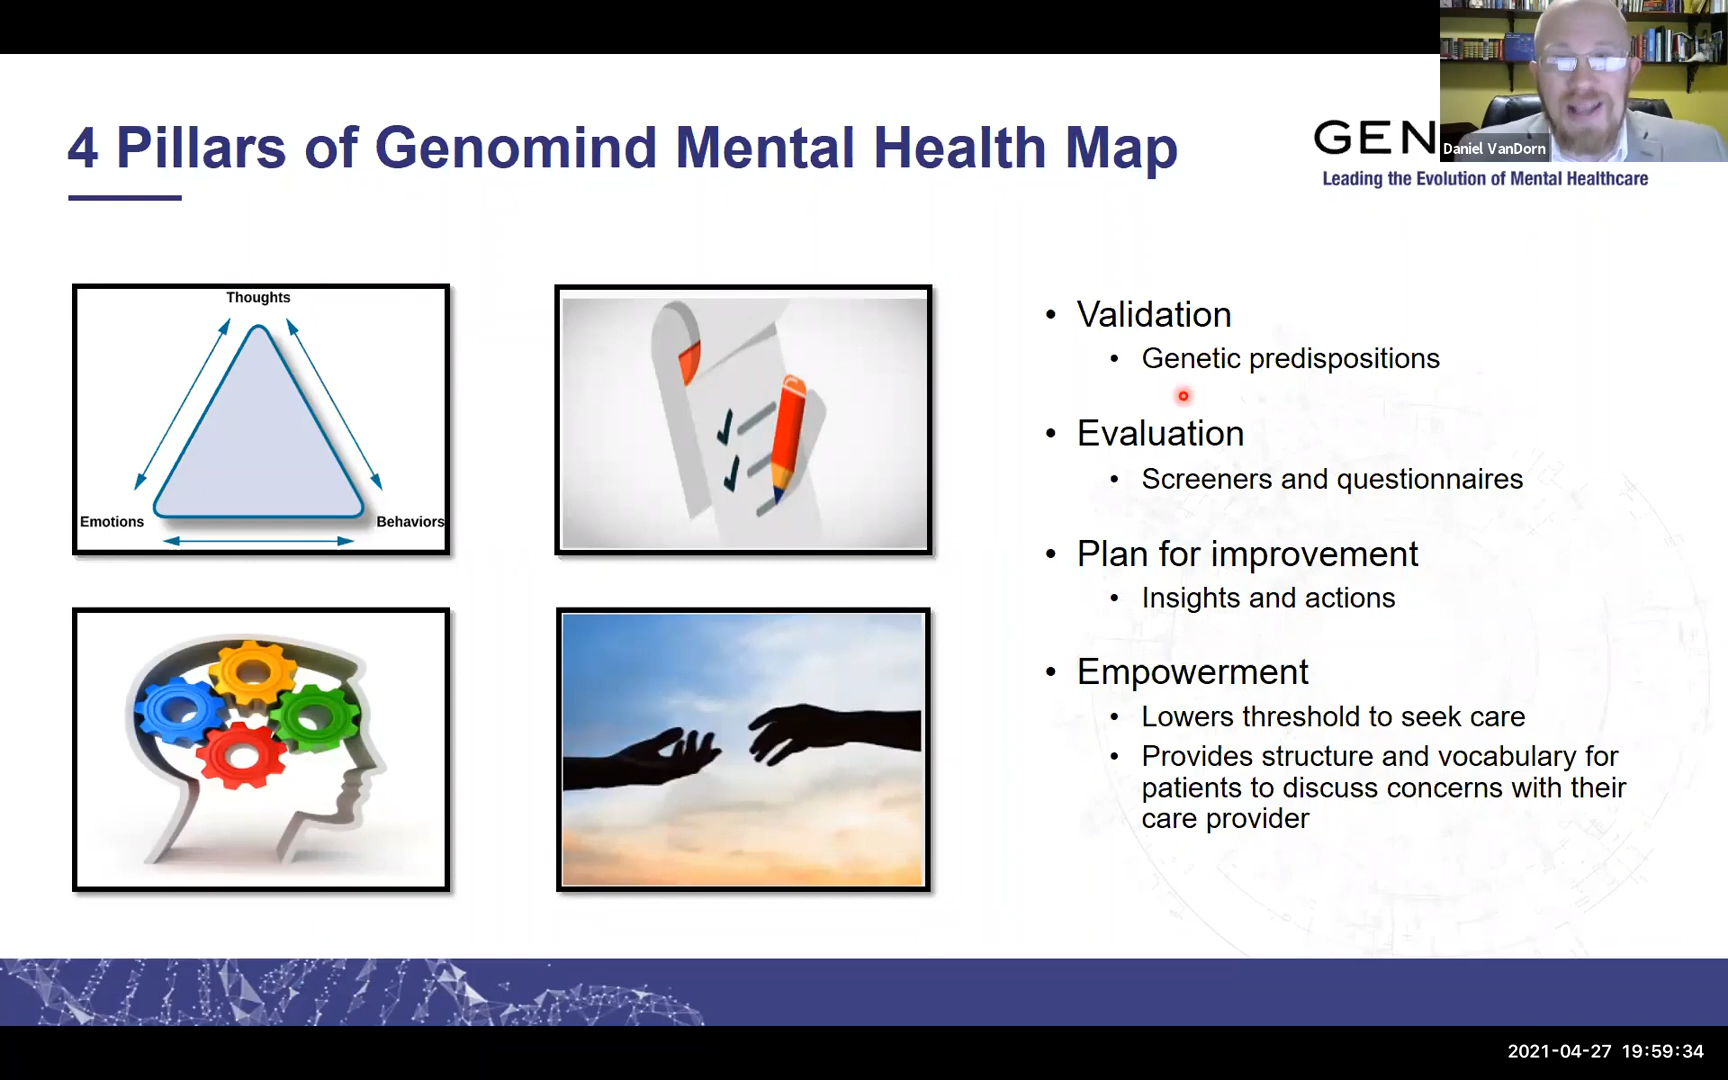 4 Pillars of Genomind Mental Health Map
GEN
Leading the Evolution of Mental Healthcare
Daniel VanDorn
Thoughts
Emotions
Behaviors
• Validation
• Genetic predispositions
• Evaluation
• Screeners and questionnaires
• Plan for improvement
• Insights and actions
• Empowerment
• Lowers threshold to seek care
• Provides structure and vocabulary for
patients to discuss concerns with their
care provider
2021-04-27 19:59:34